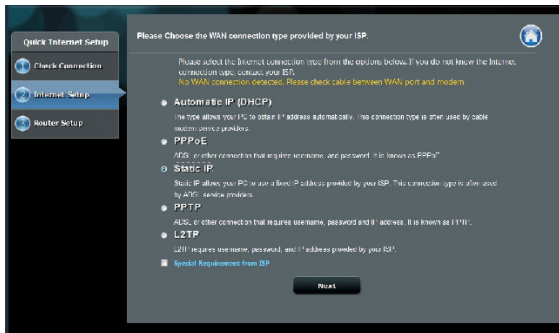 Please Choose the WAN connection type provided by your ISP.
Quick Internet Setup
1 Check Connection
2 Internet Setup
3 Router Setup
Please select the Internet connection type from the options below. If you do not know the Internet
connection type, contact your ISP.
No WAN connection detected. Please check cable between WAN port and modem.
Automatic IP (DHCP)
The type allows your PC to obtain IP address automatically. This connection type is often used by cable
modem service providers.
PPPoE
ADSL or other connection that requires username, and password. It is known as PPPoE
Static IP
Static IP allows your PC to use a fixed IP address provided by your ISP. This connection type is often used
by ADSL service providers
PPTP
ADSL or other connection that requires username, password and IP address. It is known as PPTP.
L2TP
L2TP requires username, password, and IP address provided by your ISP.
Special Requirement from ISP
Next